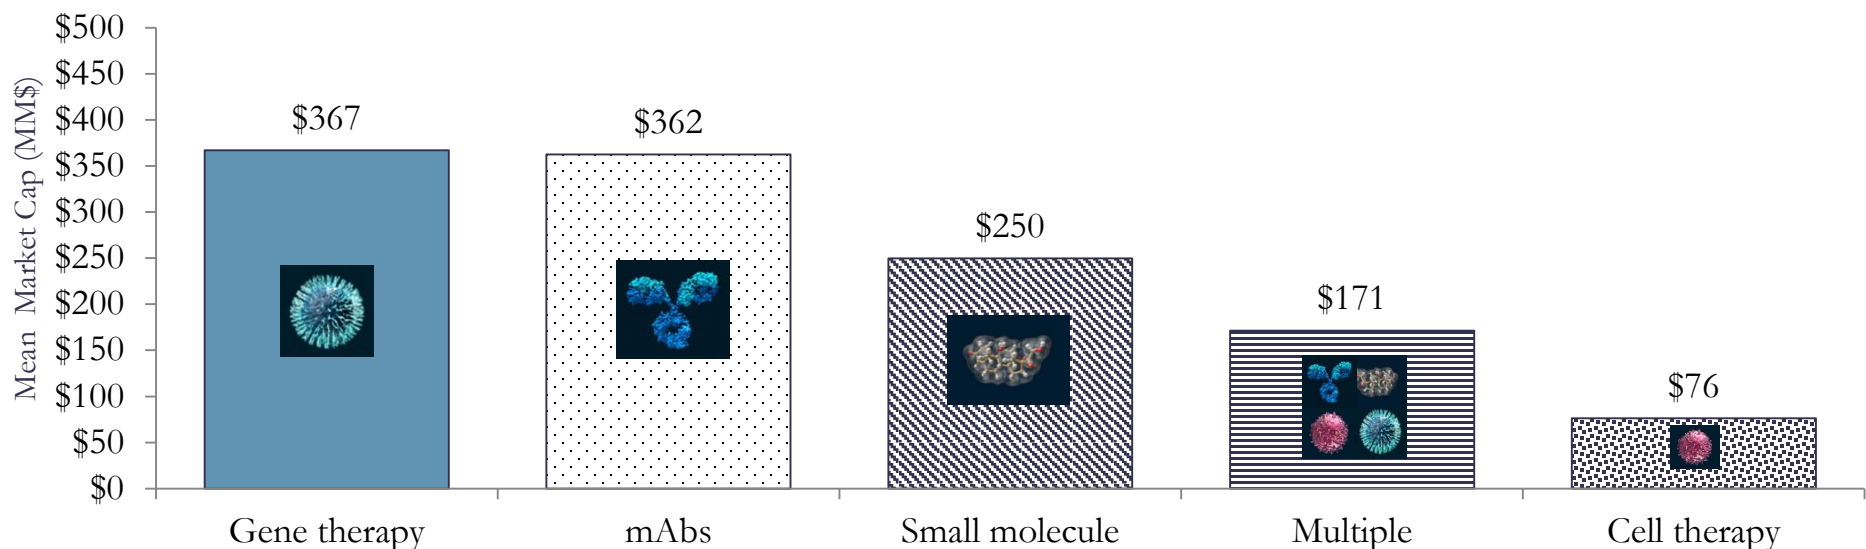 Mean Market Cap (MM$)
$500
$450
$400
$350
$300
$250
$200
$150
$100
$50
$0
$367
$362
$250
$171
$76
Gene therapy
mAbs
Small molecule
Multiple
Cell therapy